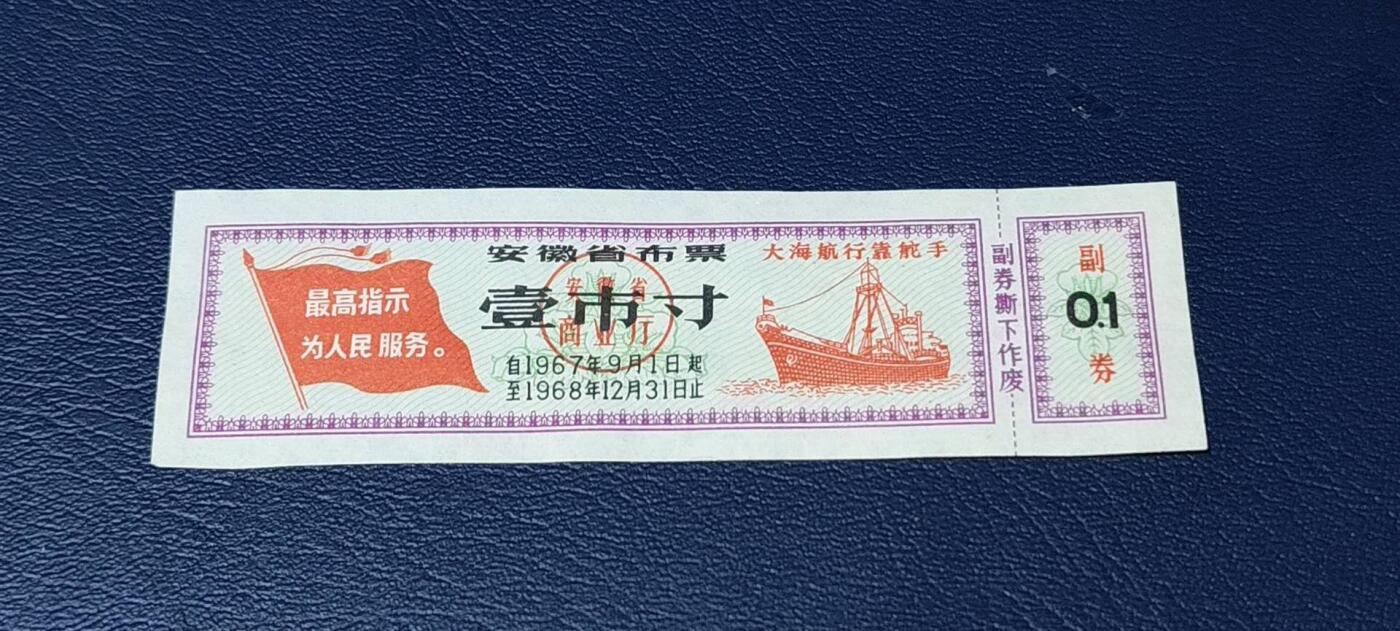 最高指示
为人民服务。
安徽省布票
壹市寸
安徽省
商业厅
自1967年9月1日起
至1968年12月31日止
大海航行靠舵手
副券撕下作废
副
0.1
券